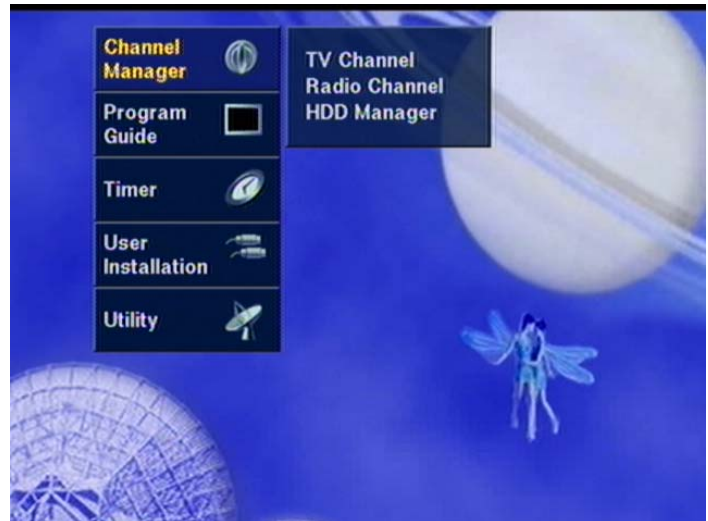 Channel
Manager
TV Channel
Radio Channel
HDD Manager
Program
Guide
Timer
User
Installation
Utility